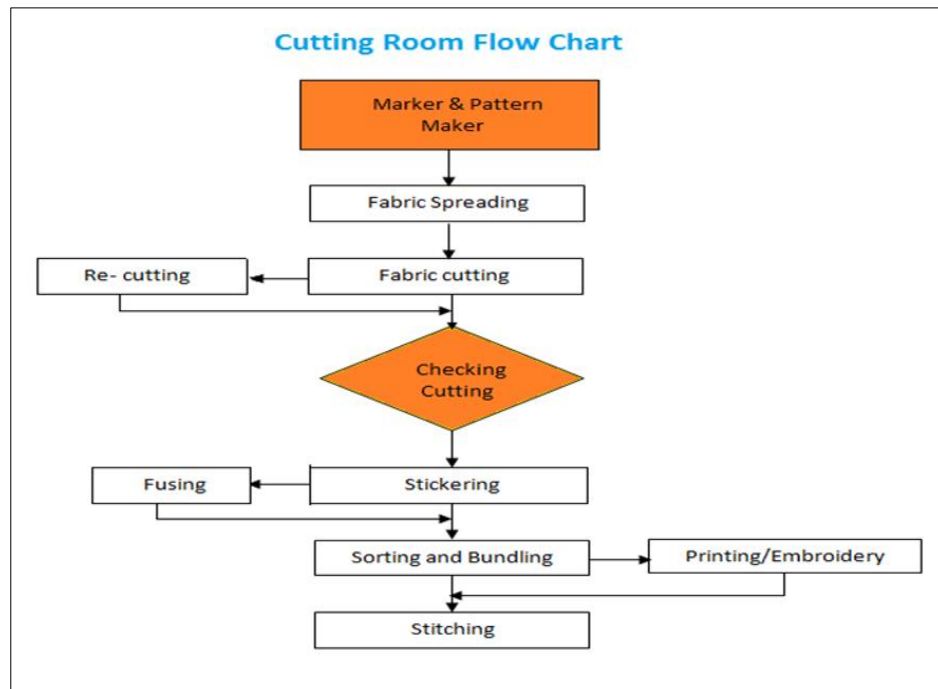 Cutting Room Flow Chart
Marker & Pattern
Maker
Fabric Spreading
Re- cutting
Fabric cutting
Checking
Cutting
Fusing
Stickering
Sorting and Bundling
Printing/Embroidery
Stitching